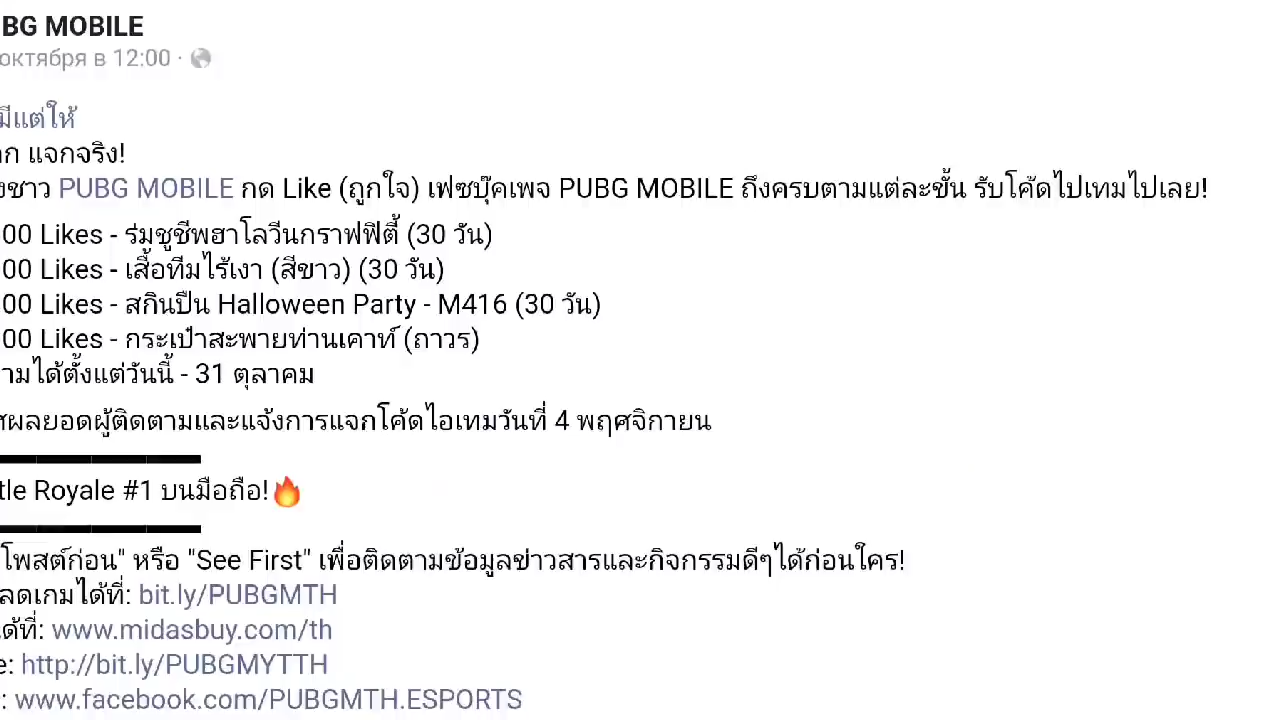 BG MOBILE
октября в 12:00 ·
มีแต่ให้
แจกจริง!
PUBG MOBILE กด Like (ถูกใจ) เฟซบุ๊คเพจ PUBG MOBILE ถึงครบตามแต่ละขั้น รับโค้ดไปเทมไปเลย!
00 Likes - ร่มชูชีพฮาโลวีนกราฟฟิตี้ (30 วัน)
00 Likes - เสื้อทีมไร้เงา (สีขาว) (30 วัน)
00 Likes - สกินปืน Halloween Party - M416 (30 วัน)
00 Likes - กระเป๋าสะพายท่านเคาท์ (ถาวร)
ามได้ตั้งแต่วันนี้ - 31 ตุลาคม
ผลยอดผู้ติดตามและแจ้งการแจกโค้ดไอเทมวันที่ 4 พฤศจิกายน
tle Royale #1 บนมือถือ!🔥
โพสต์ก่อน" หรือ "See First" เพื่อติดตามข้อมูลข่าวสารและกิจกรรมดีๆได้ก่อนใคร!
ลดเกมได้ที่: bit.ly/PUBGMTH
ด้ที่: www.midasbuy.com/th
e: http://bit.ly/PUBGMYTTH
: www.facebook.com/PUBGMTH.ESPORTS